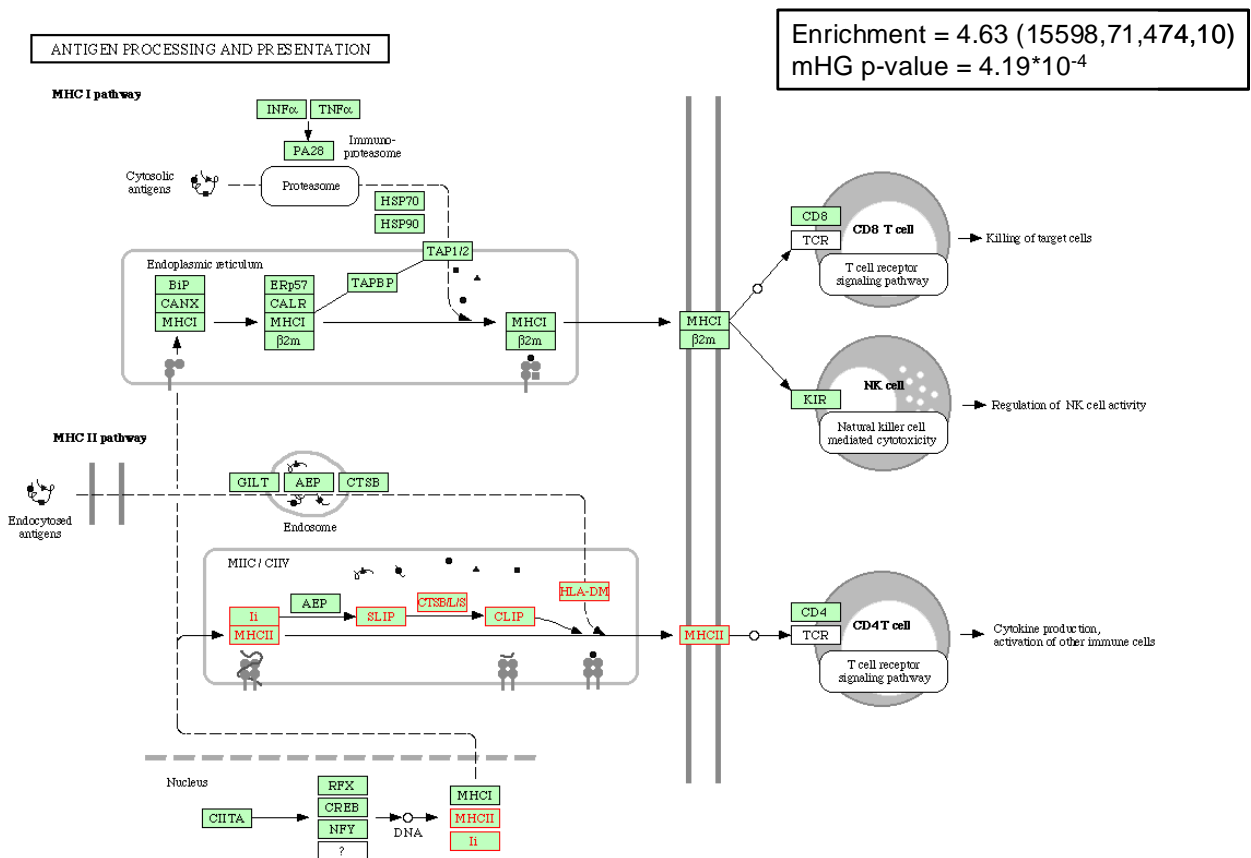 ANTIGEN PROCESSING AND PRESENTATION
Enrichment = 4.63 (15598,71,474,10)
mHG p-value = 4.19*10-4
MHC I pathway
INFα
TNFα
PA28
Immuno-
proteasome
Cytosolic
antigens
Proteasome
HSP70
HSP90
TAP1/2
Endoplasmic reticulum
BiP
CANX
MHCI
ERp57
CALR
MHCI
β2m
TAPBP
MHCI
β2m
MHCI
β2m
CD8
TCR
CD8 T cell
T cell receptor
signaling pathway
Killing of target cells
KIR
NK cell
Natural killer cell
mediated cytotoxicity
Regulation of NK cell activity
MHC II pathway
Endocytosed
antigens
GILT
AEP
CTSB
Endosome
MIIC / CIIV
Ii
MHCII
AEP
SLIP
CTSB/L/S
CLIP
HLA-DM
MHCII
CD4
TCR
CD4 T cell
T cell receptor
signaling pathway
Cytokine production,
activation of other immune cells
Nucleus
CIITA
RFX
CREB
NFY
?
DNA
MHCI
MHCII
Ii